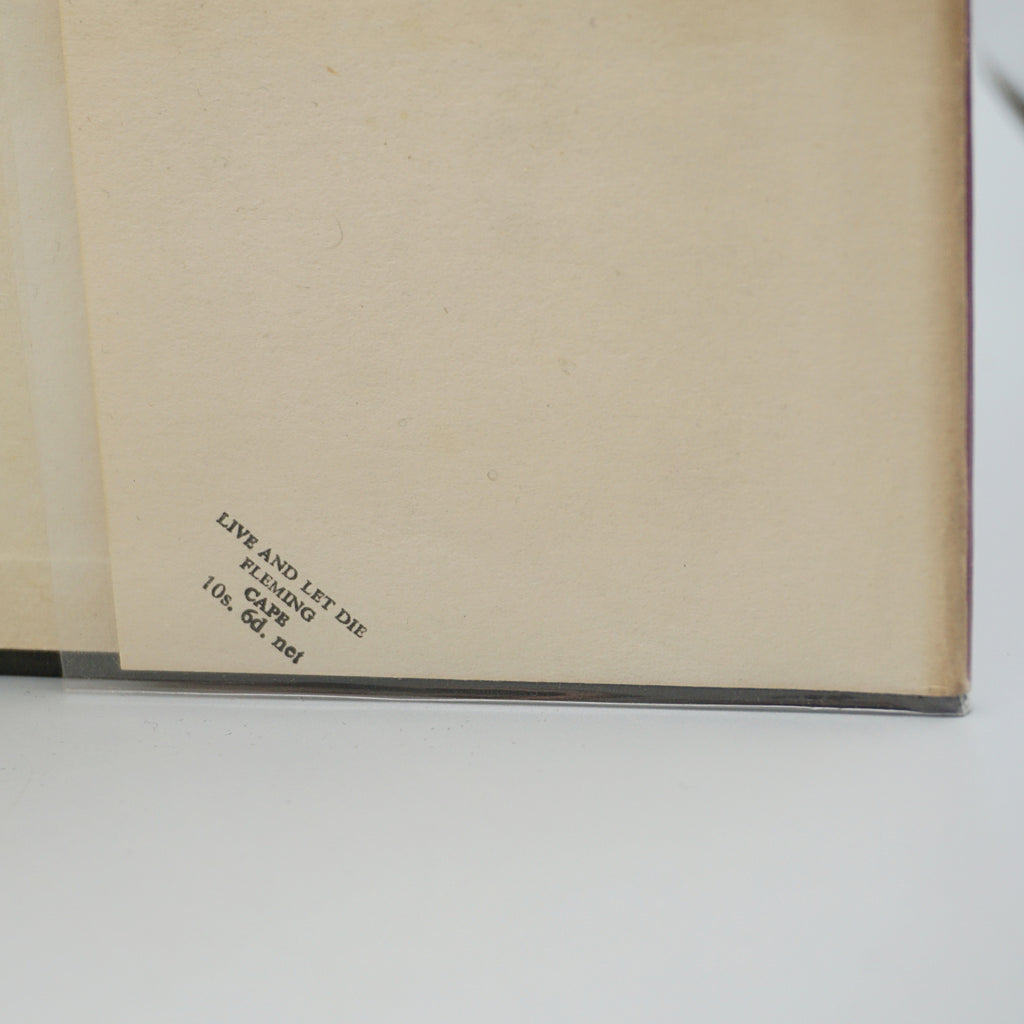 LIVE AND LET DIE
FLEMING
CAPE
10s. 6d. net